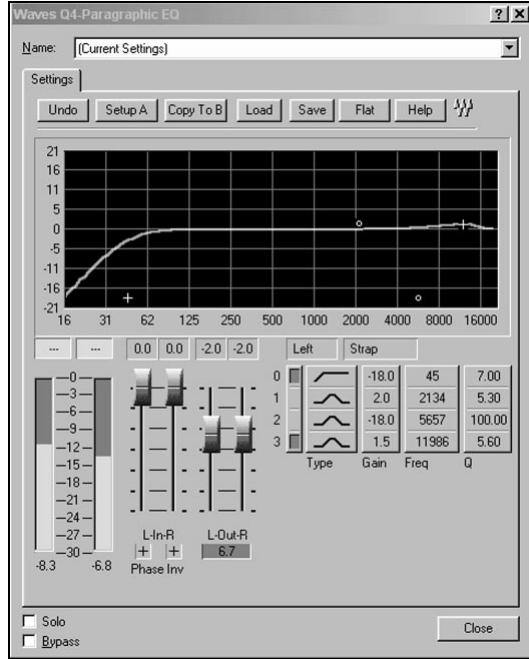 Waves Q4-Paragraphic EQ
Name: (Current Settings)
Settings
Undo Setup A Copy To B Load Save Flat Help
21
16
11
5
0
-5
-11
-16
-21
16 31 62 125 250 500 1000 2000 4000 8000 16000
--- --- 0.0 0.0 -2.0 -2.0 Left Strap
0 -18.0 45 7.00
1 2.0 2134 5.30
2 -18.0 5657 100.00
3 1.5 11986 5.60
Type Gain Freq Q
0
-3
-6
-9
-12
-15
-18
-21
-24
-27
-30
L-In-R L-Out-R
+ + 6.7
-8.3 -6.8 Phase Inv
Solo
Bypass
Close